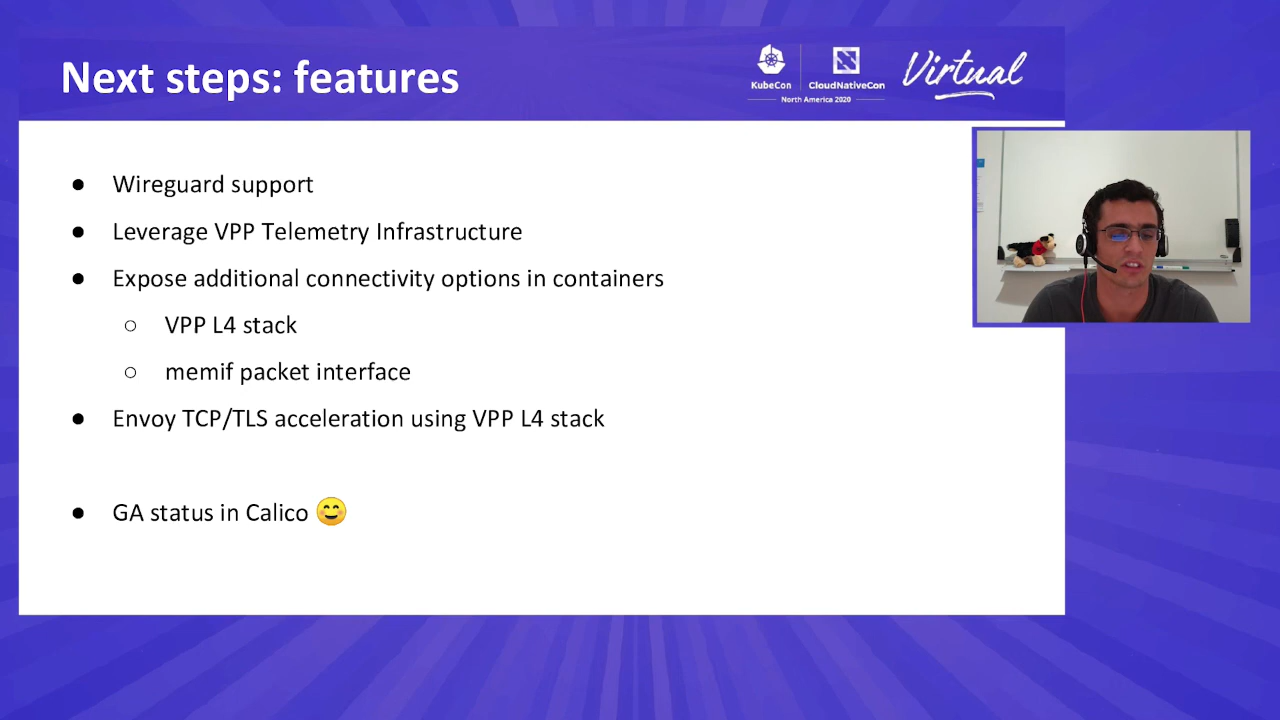 Next steps: features
KubeCon
CloudNativeCon
North America 2020
Virtual
● Wireguard support
● Leverage VPP Telemetry Infrastructure
● Expose additional connectivity options in containers
○ VPP L4 stack
○ memif packet interface
● Envoy TCP/TLS acceleration using VPP L4 stack
● GA status in Calico 😊